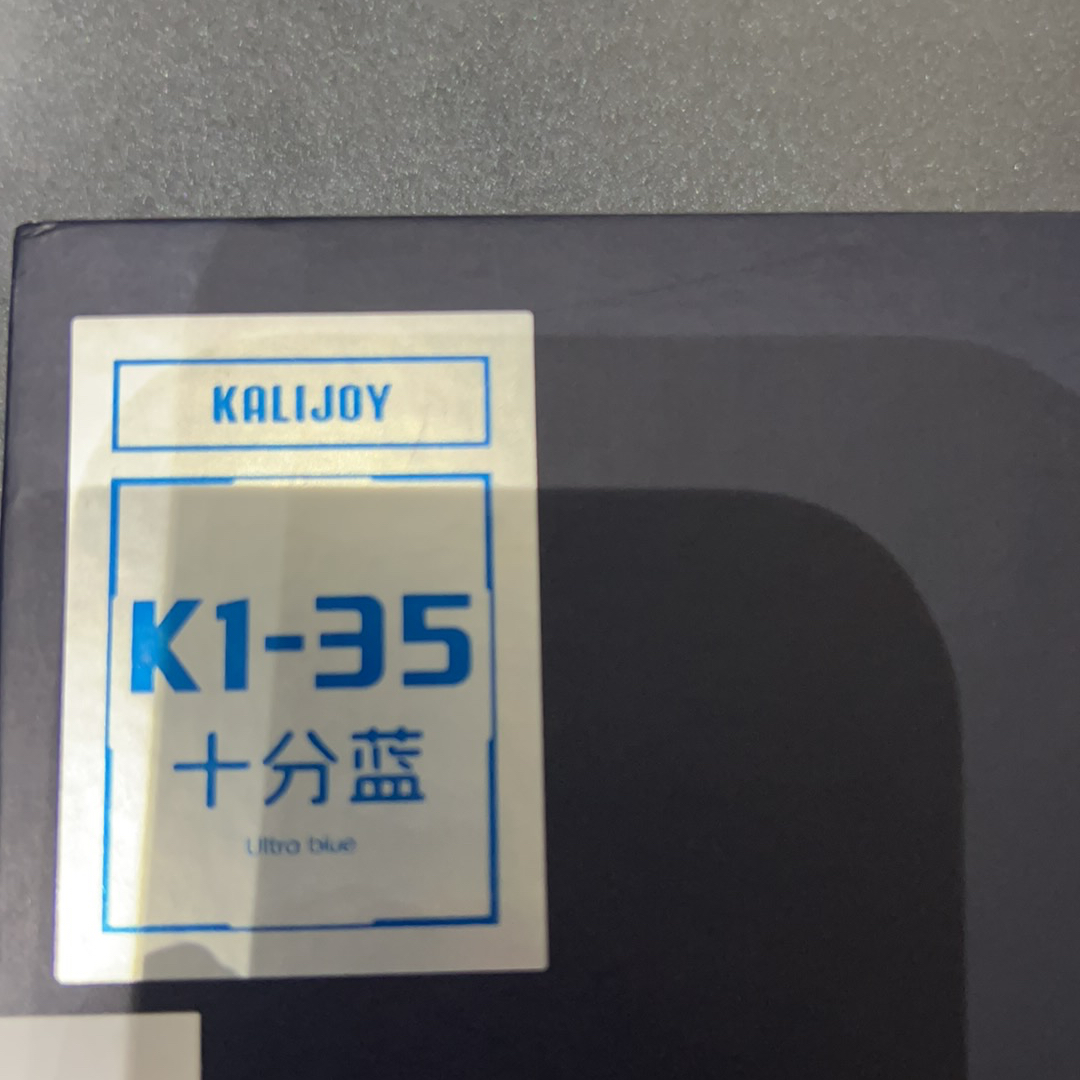 KALIJOY
K1-35
十分蓝
Ultra blue